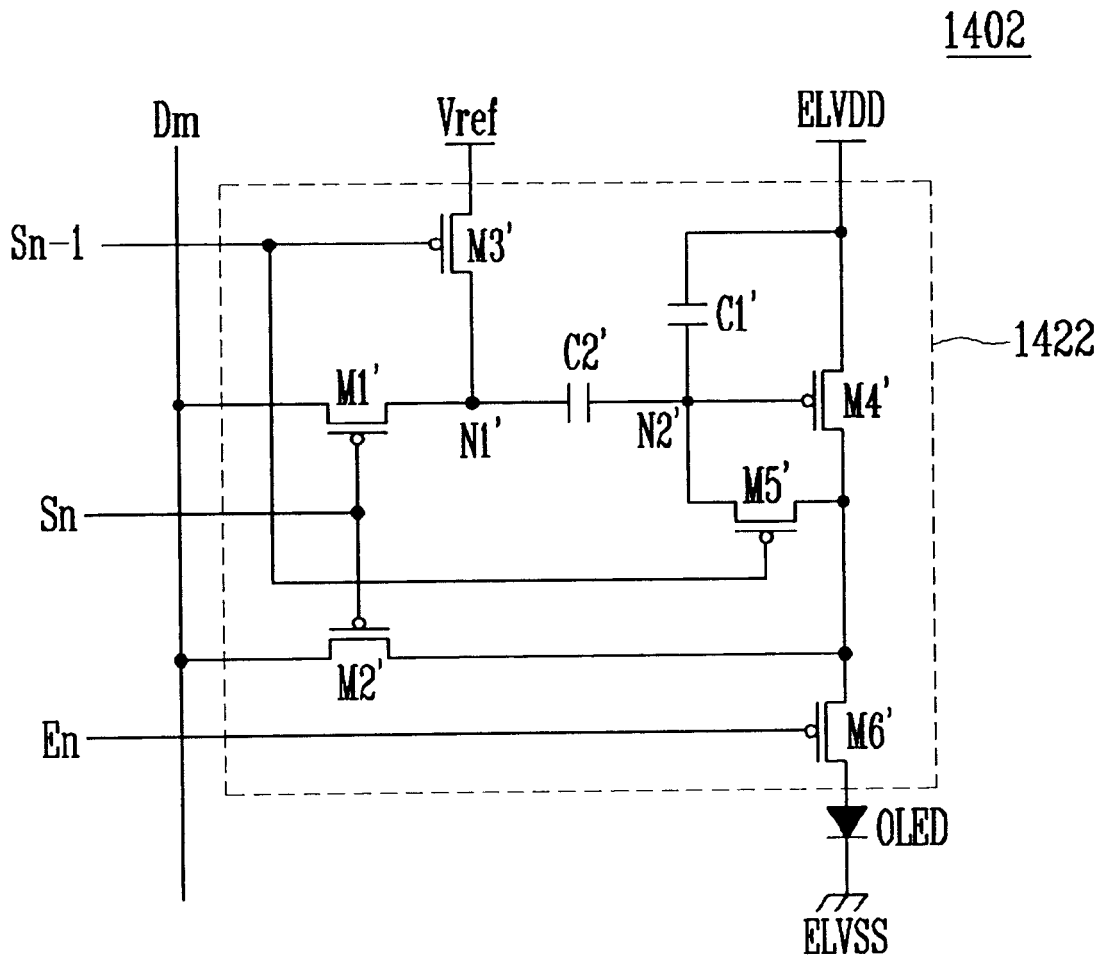 1402
Dm
Vref
ELVDD
Sn-1
M3'
C1'
1422
C2'
M1'
M4'
N1'
N2'
M5'
Sn
M2'
En
M6'
OLED
ELVSS